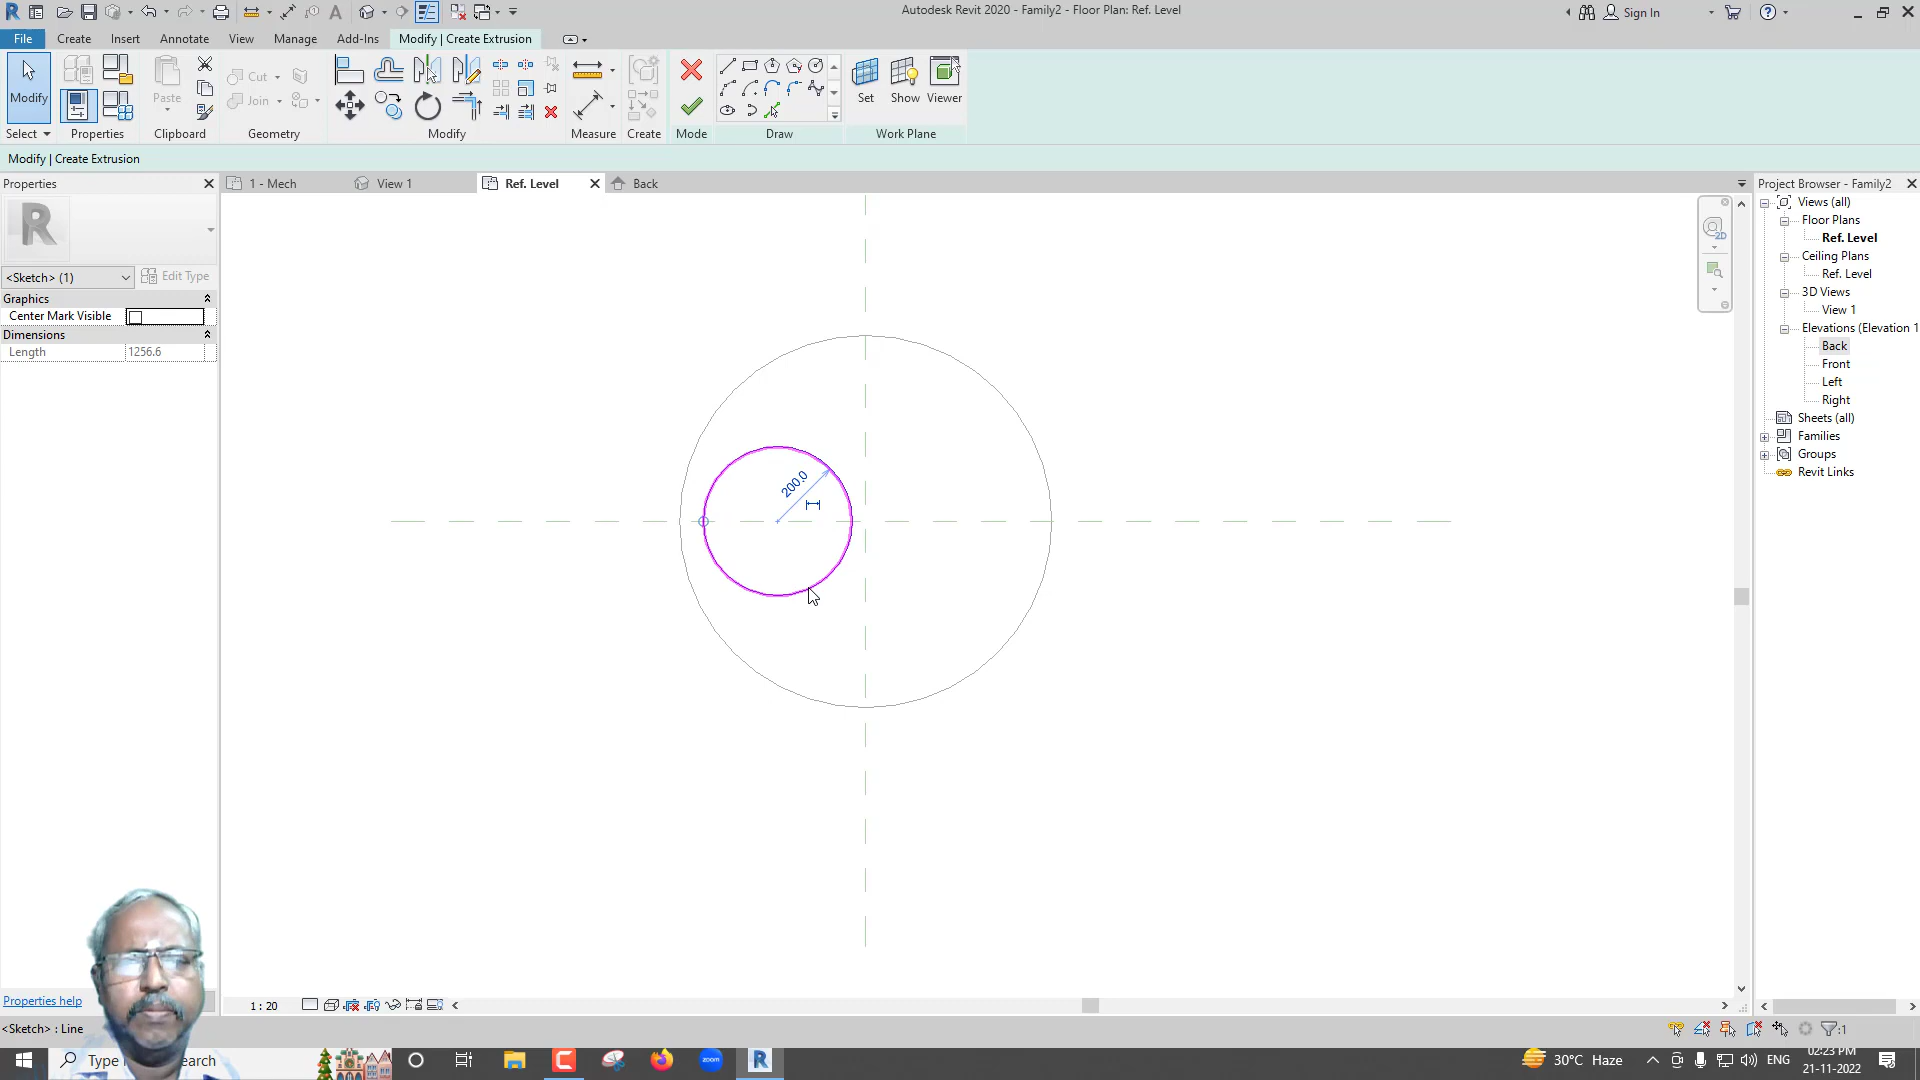 Autodesk Revit 2020 - Family2 - Floor Plan: Ref. Level
Sign In
File Create Insert Annotate View Manage Add-Ins Modify | Create Extrusion
Modify
Paste
Cut
Join
Set Show Viewer
Select Properties Clipboard Geometry Modify Measure Create Mode Draw Work Plane
Modify | Create Extrusion
Properties
1 - Mech View 1 Ref. Level Back
Project Browser - Family2
R
<Sketch> (1) Edit Type
Graphics
Center Mark Visible
Dimensions
Length 1256.6
200.0
2D
Views (all)
Floor Plans
Ref. Level
Ceiling Plans
Ref. Level
3D Views
View 1
Elevations (Elevation 1
Back
Front
Left
Right
Sheets (all)
Families
Groups
Revit Links
Properties help
1 : 20
<Sketch> : Line
:1
Type
earch
zoom
R
30°C Haze
ENG
02:23 PM
21-11-2022